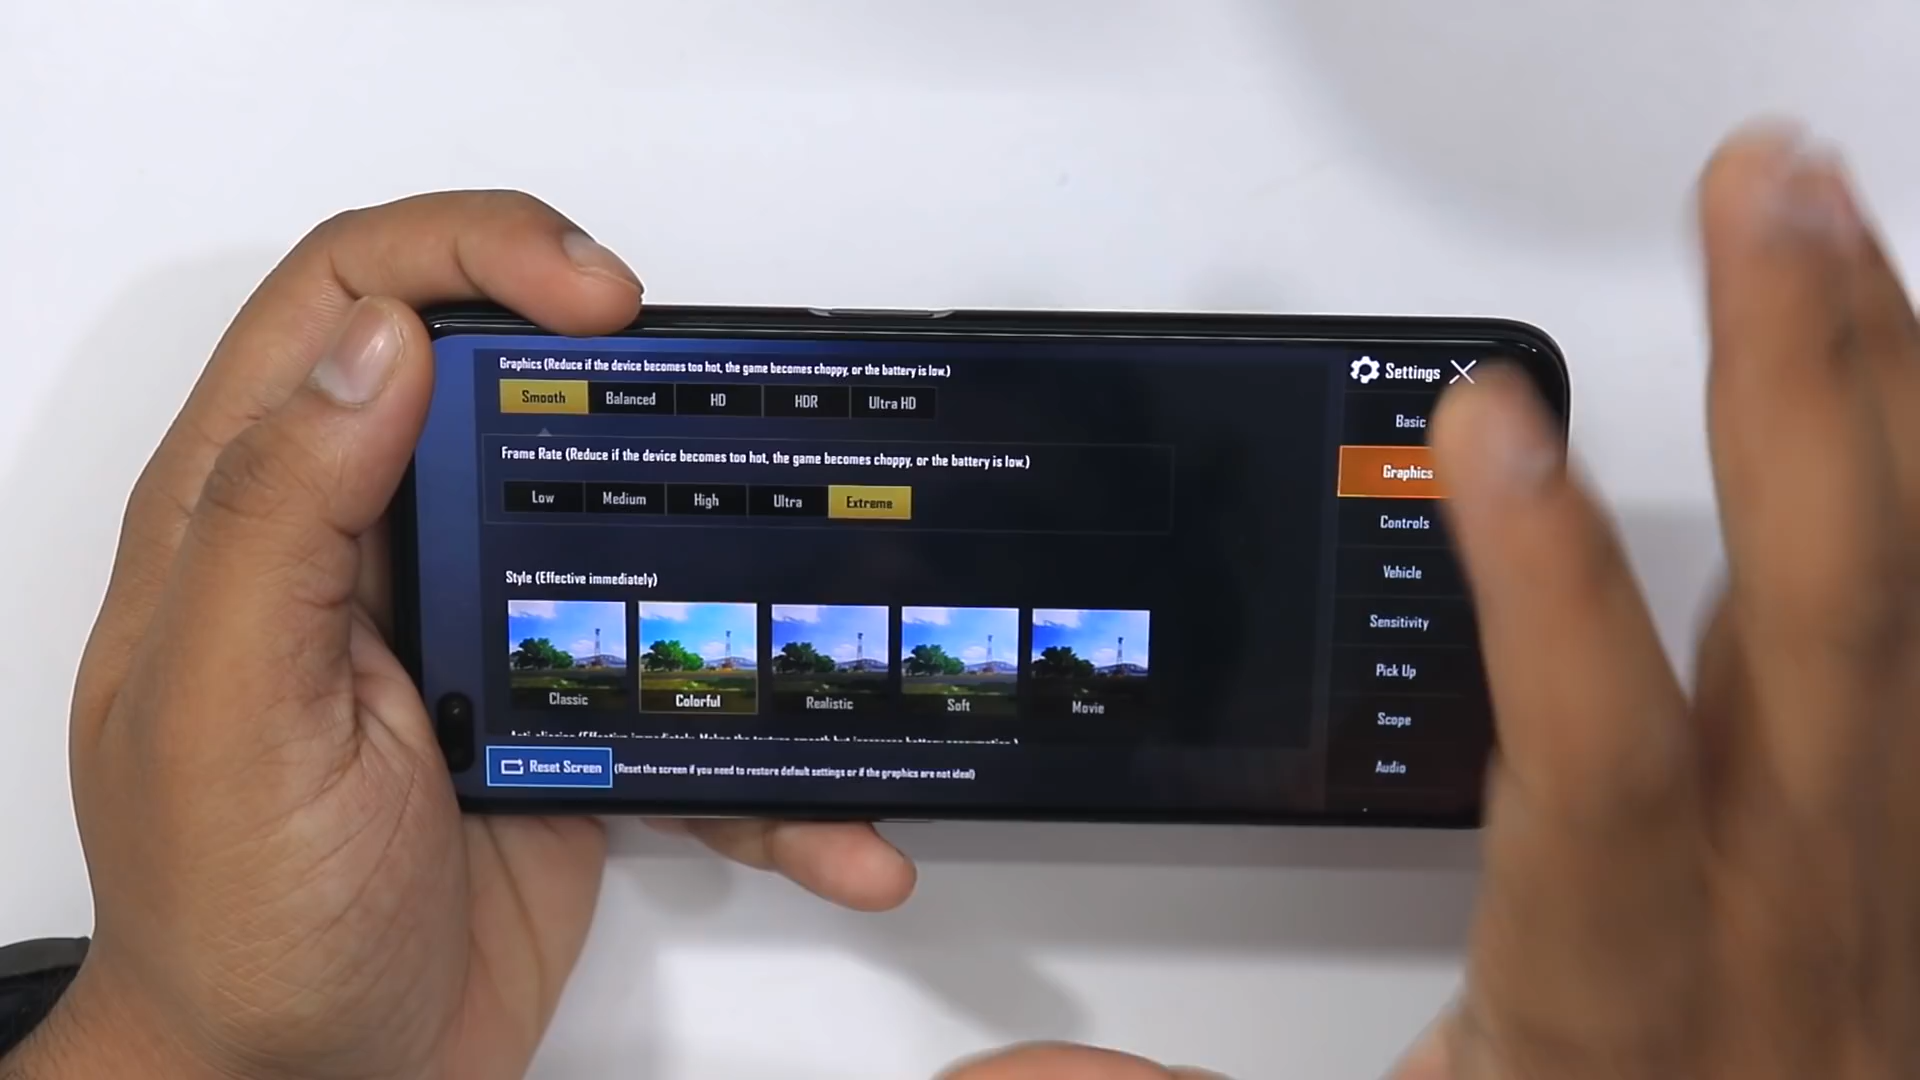 Graphics (Reduce if the device becomes too hot, the game becomes choppy, or the battery is low.)
Smooth Balanced HD HDR Ultra HD
Frame Rate (Reduce if the device becomes too hot, the game becomes choppy, or the battery is low.)
Low Medium High Ultra Extreme
Style (Effective immediately)
Classic Colorful Realistic Soft Movie
Reset Screen (Reset the screen if you need to restore default settings or if the graphics are not ideal)
Settings
Basic
Graphics
Controls
Vehicle
Sensitivity
Pick Up
Scope
Audio